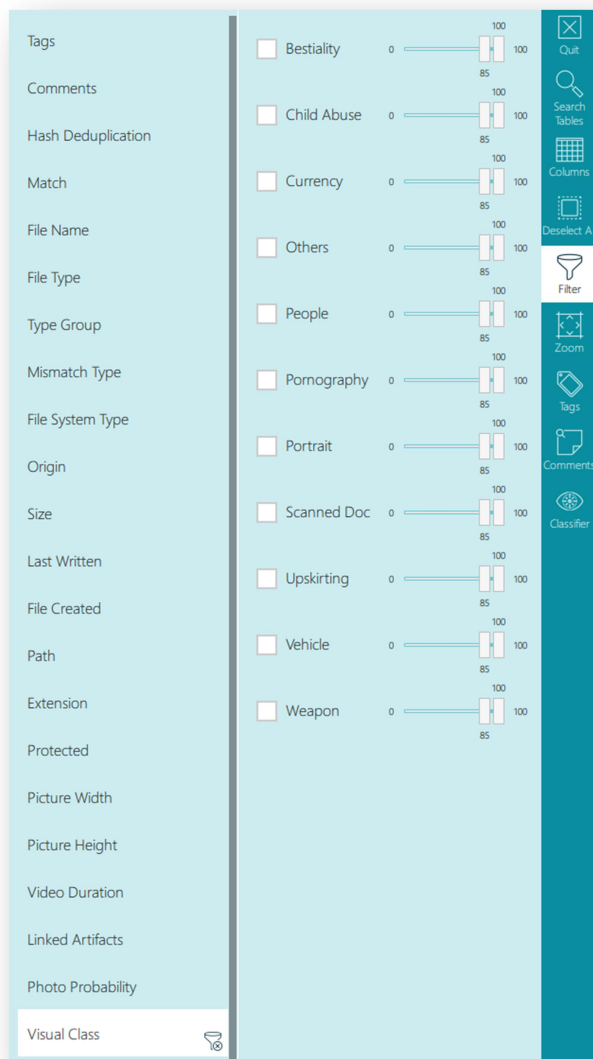 Tags
Comments
Hash Deduplication
Match
File Name
File Type
Type Group
Mismatch Type
File System Type
Origin
Size
Last Written
File Created
Path
Extension
Protected
Picture Width
Picture Height
Video Duration
Linked Artifacts
Photo Probability
Visual Class
100
Bestiality 0 100
85
100
Child Abuse 0 100
85
100
Currency 0 100
85
100
Others 0 100
85
100
People 0 100
85
100
Pornography 0 100
85
100
Portrait 0 100
85
100
Scanned Doc 0 100
85
100
Upskirting 0 100
85
100
Vehicle 0 100
85
100
Weapon 0 100
85
Quit
Search
Tables
Columns
Deselect A
Filter
Zoom
Tags
Comments
Classifier